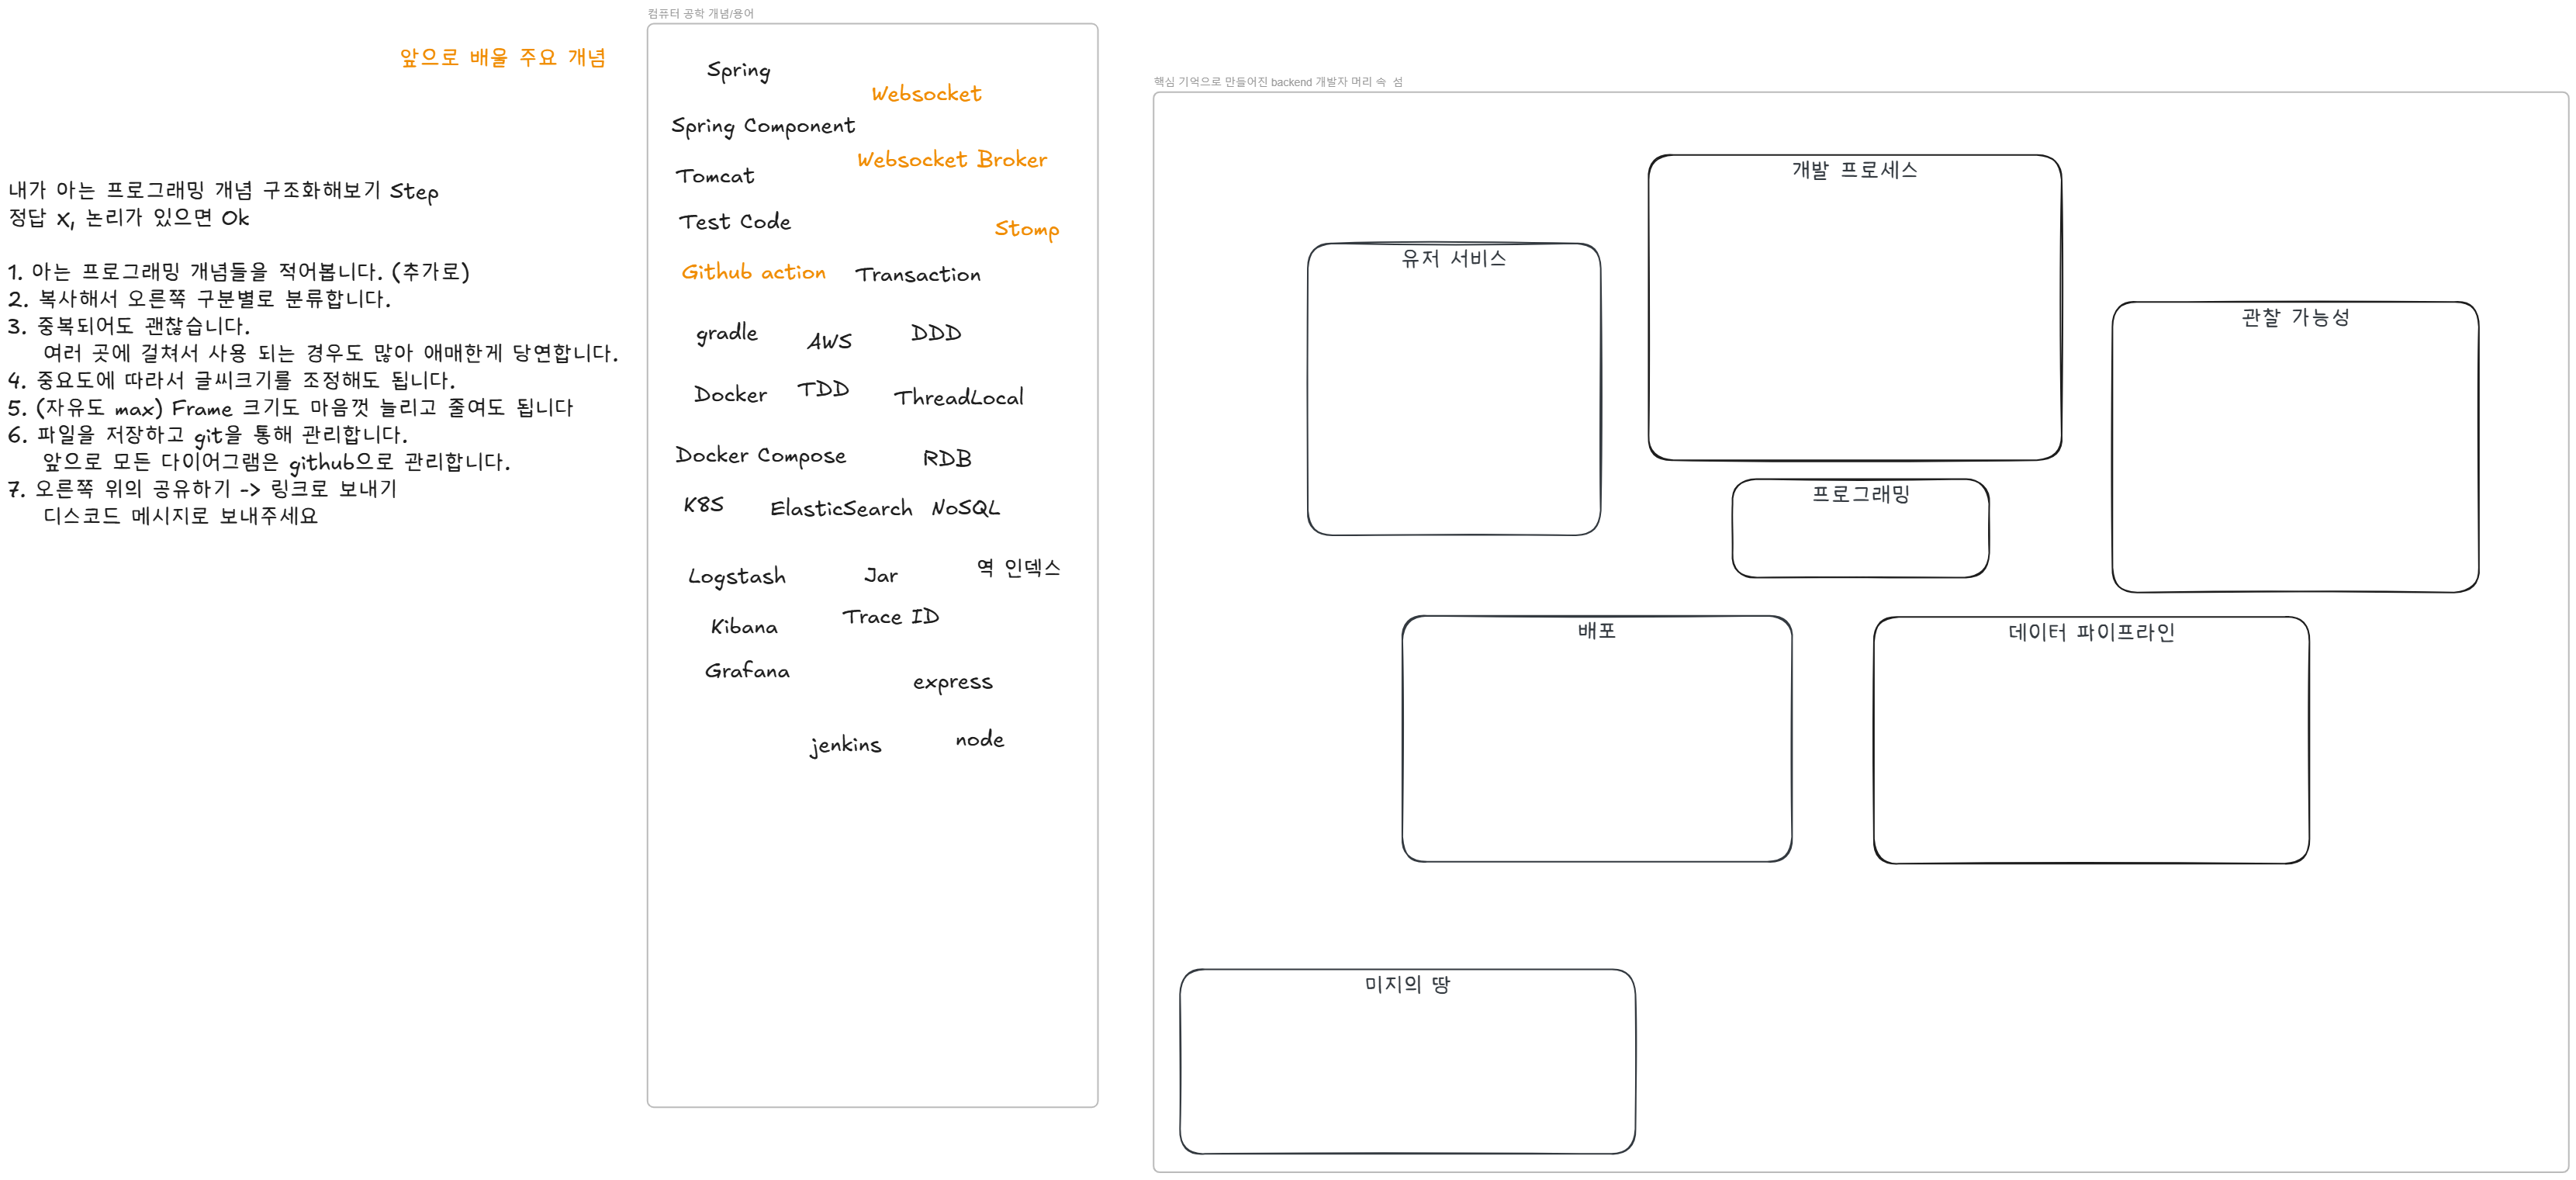 앞으로 배울 주요 개념
내가 아는 프로그래밍 개념 구조화해보기 Step
정답 X, 논리가 있으면 Ok
1. 아는 프로그래밍 개념들을 적어봅니다. (추가로)
2. 복사해서 오른쪽 구분별로 분류합니다.
3. 중복되어도 괜찮습니다.
여러 곳에 걸쳐서 사용 되는 경우도 많아 애매한게 당연합니다.
4. 중요도에 따라서 글씨크기를 조정해도 됩니다.
5. (자유도 max) Frame 크기도 마음껏 늘리고 줄여도 됩니다
6. 파일을 저장하고 git을 통해 관리합니다.
앞으로 모든 다이어그램은 github으로 관리합니다.
7. 오른쪽 위의 공유하기 -> 링크로 보내기
디스코드 메시지로 보내주세요
컴퓨터 공학 개념/용어
Spring
Websocket
Spring Component
Websocket Broker
Tomcat
Test Code
Stomp
Github action
Transaction
gradle
AWS
DDD
Docker
TDD
ThreadLocal
Docker Compose
RDB
K8S
ElasticSearch
NoSQL
Logstash
Jar
역 인덱스
Trace ID
Kibana
Grafana
express
jenkins
node
핵심 기억으로 만들어진 backend 개발자 머리 속 섬
개발 프로세스
유저 서비스
관찰 가능성
프로그래밍
배포
데이터 파이프라인
미지의 땅